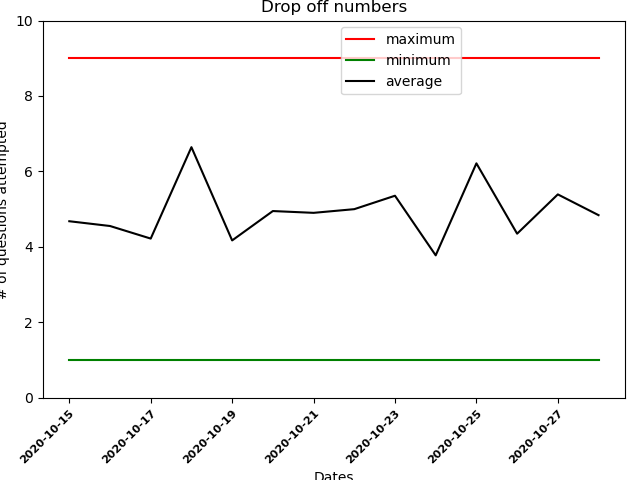 Drop off numbers
maximum
minimum
average
# of questions attempted
10
8
6
4
2
0
2020-10-15
2020-10-17
2020-10-19
2020-10-21
2020-10-23
2020-10-25
2020-10-27
Dates